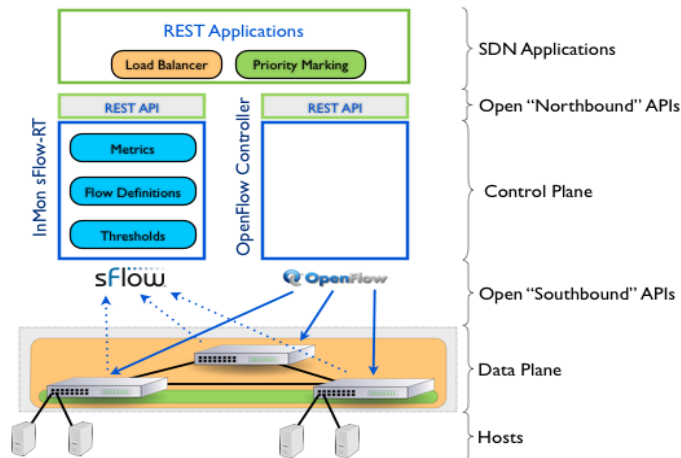 REST Applications
Load Balancer
Priority Marking
SDN Applications
REST API
REST API
Open “Northbound” APIs
InMon sFlow-RT
Metrics
Flow Definitions
Thresholds
OpenFlow Controller
Control Plane
sFlow
OpenFlow
Open “Southbound” APIs
Data Plane
Hosts